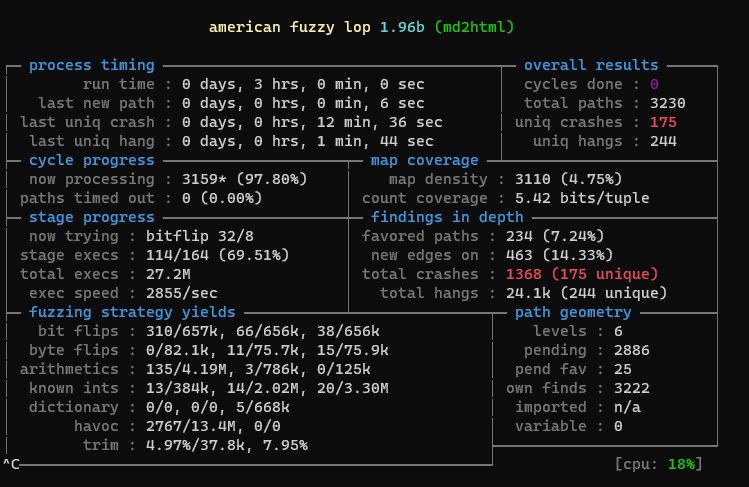 american fuzzy lop 1.96b (md2html)
process timing overall results
run time : 0 days, 3 hrs, 0 min, 0 sec cycles done : 0
last new path : 0 days, 0 hrs, 0 min, 6 sec total paths : 3230
last uniq crash : 0 days, 0 hrs, 12 min, 36 sec uniq crashes : 175
last uniq hang : 0 days, 0 hrs, 1 min, 44 sec uniq hangs : 244
cycle progress map coverage
now processing : 3159* (97.80%) map density : 3110 (4.75%)
paths timed out : 0 (0.00%) count coverage : 5.42 bits/tuple
stage progress findings in depth
now trying : bitflip 32/8 favored paths : 234 (7.24%)
stage execs : 114/164 (69.51%) new edges on : 463 (14.33%)
total execs : 27.2M total crashes : 1368 (175 unique)
exec speed : 2855/sec total hangs : 24.1k (244 unique)
fuzzing strategy yields path geometry
bit flips : 310/657k, 66/656k, 38/656k levels : 6
byte flips : 0/82.1k, 11/75.7k, 15/75.9k pending : 2886
arithmetics : 135/4.19M, 3/786k, 0/125k pend fav : 25
known ints : 13/384k, 14/2.02M, 20/3.30M own finds : 3222
dictionary : 0/0, 0/0, 5/668k imported : n/a
havoc : 2767/13.4M, 0/0 variable : 0
trim : 4.97%/37.8k, 7.95%
^C [cpu: 18%]